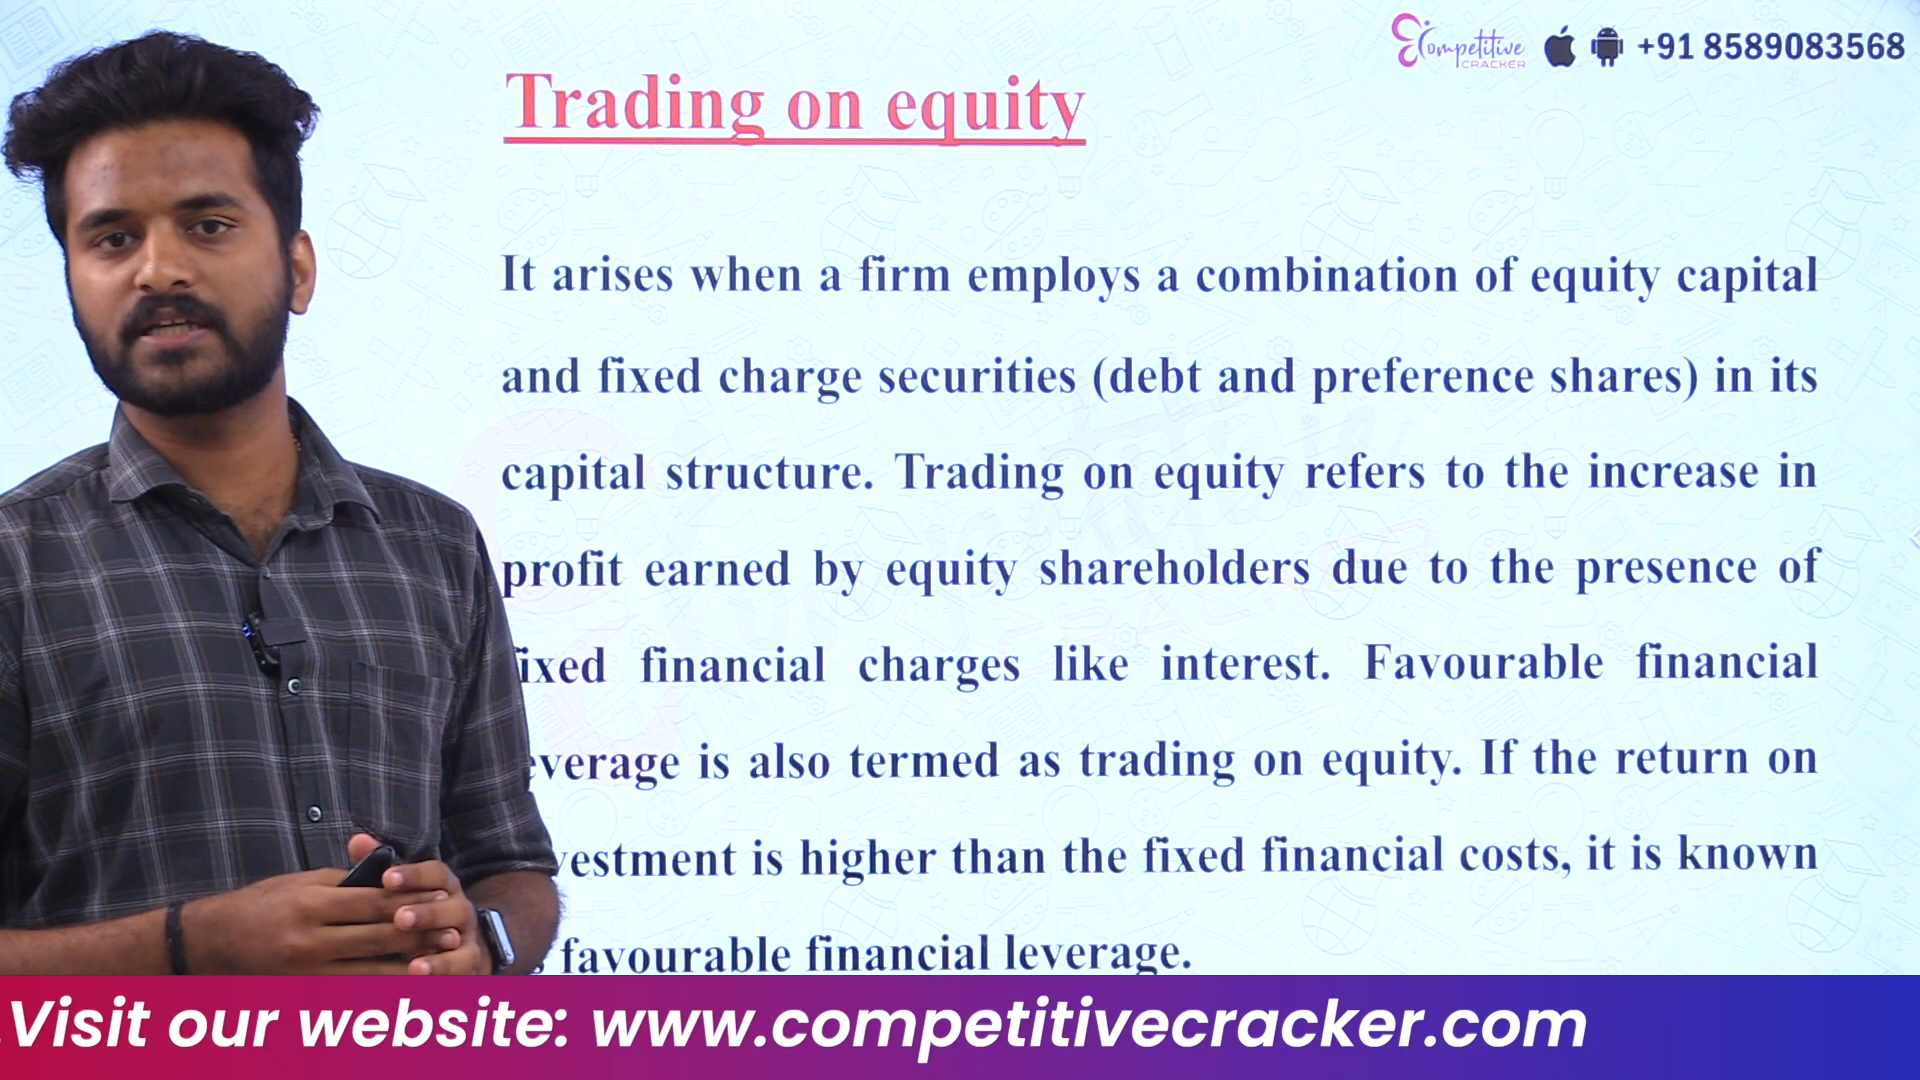 Competitive
CRACKER
+91 8589083568
Trading on equity
It arises when a firm employs a combination of equity capital
and fixed charge securities (debt and preference shares) in its
capital structure. Trading on equity refers to the increase in
profit earned by equity shareholders due to the presence of
fixed financial charges like interest. Favourable financial
leverage is also termed as trading on equity. If the return on
investment is higher than the fixed financial costs, it is known
favourable financial leverage.
Visit our website: www.competitivecracker.com